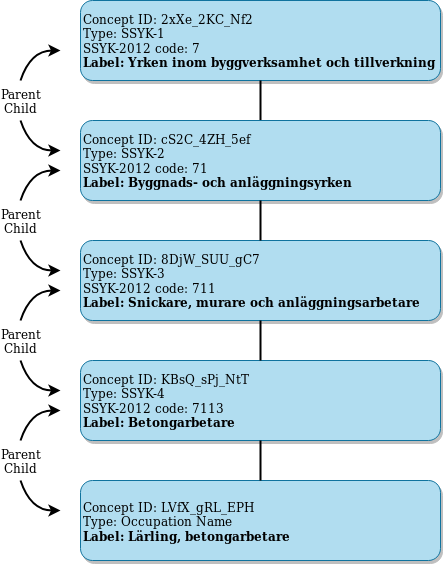 Concept ID: 2xXe_2KC_Nf2
Type: SSYK-1
SSYK-2012 code: 7
Label: Yrken inom byggverksamhet och tillverkning
Parent
Child
Concept ID: cS2C_4ZH_5ef
Type: SSYK-2
SSYK-2012 code: 71
Label: Byggnads- och anläggningsyrken
Parent
Child
Concept ID: 8DjW_SUU_gC7
Type: SSYK-3
SSYK-2012 code: 711
Label: Snickare, murare och anläggningsarbetare
Parent
Child
Concept ID: KBsQ_sPj_NtT
Type: SSYK-4
SSYK-2012 code: 7113
Label: Betongarbetare
Parent
Child
Concept ID: LVfX_gRL_EPH
Type: Occupation Name
Label: Lärling, betongarbetare